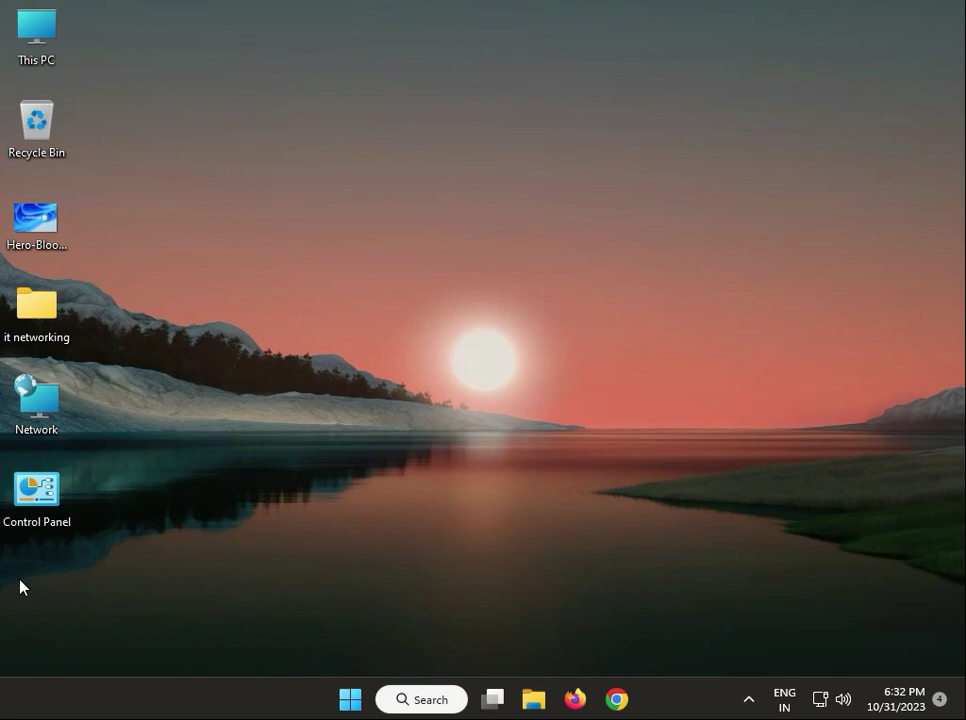 This PC
Recycle Bin
Hero-Bloo...
it networking
Network
Control Panel
Search
ENG
IN
6:32 PM
10/31/2023
4